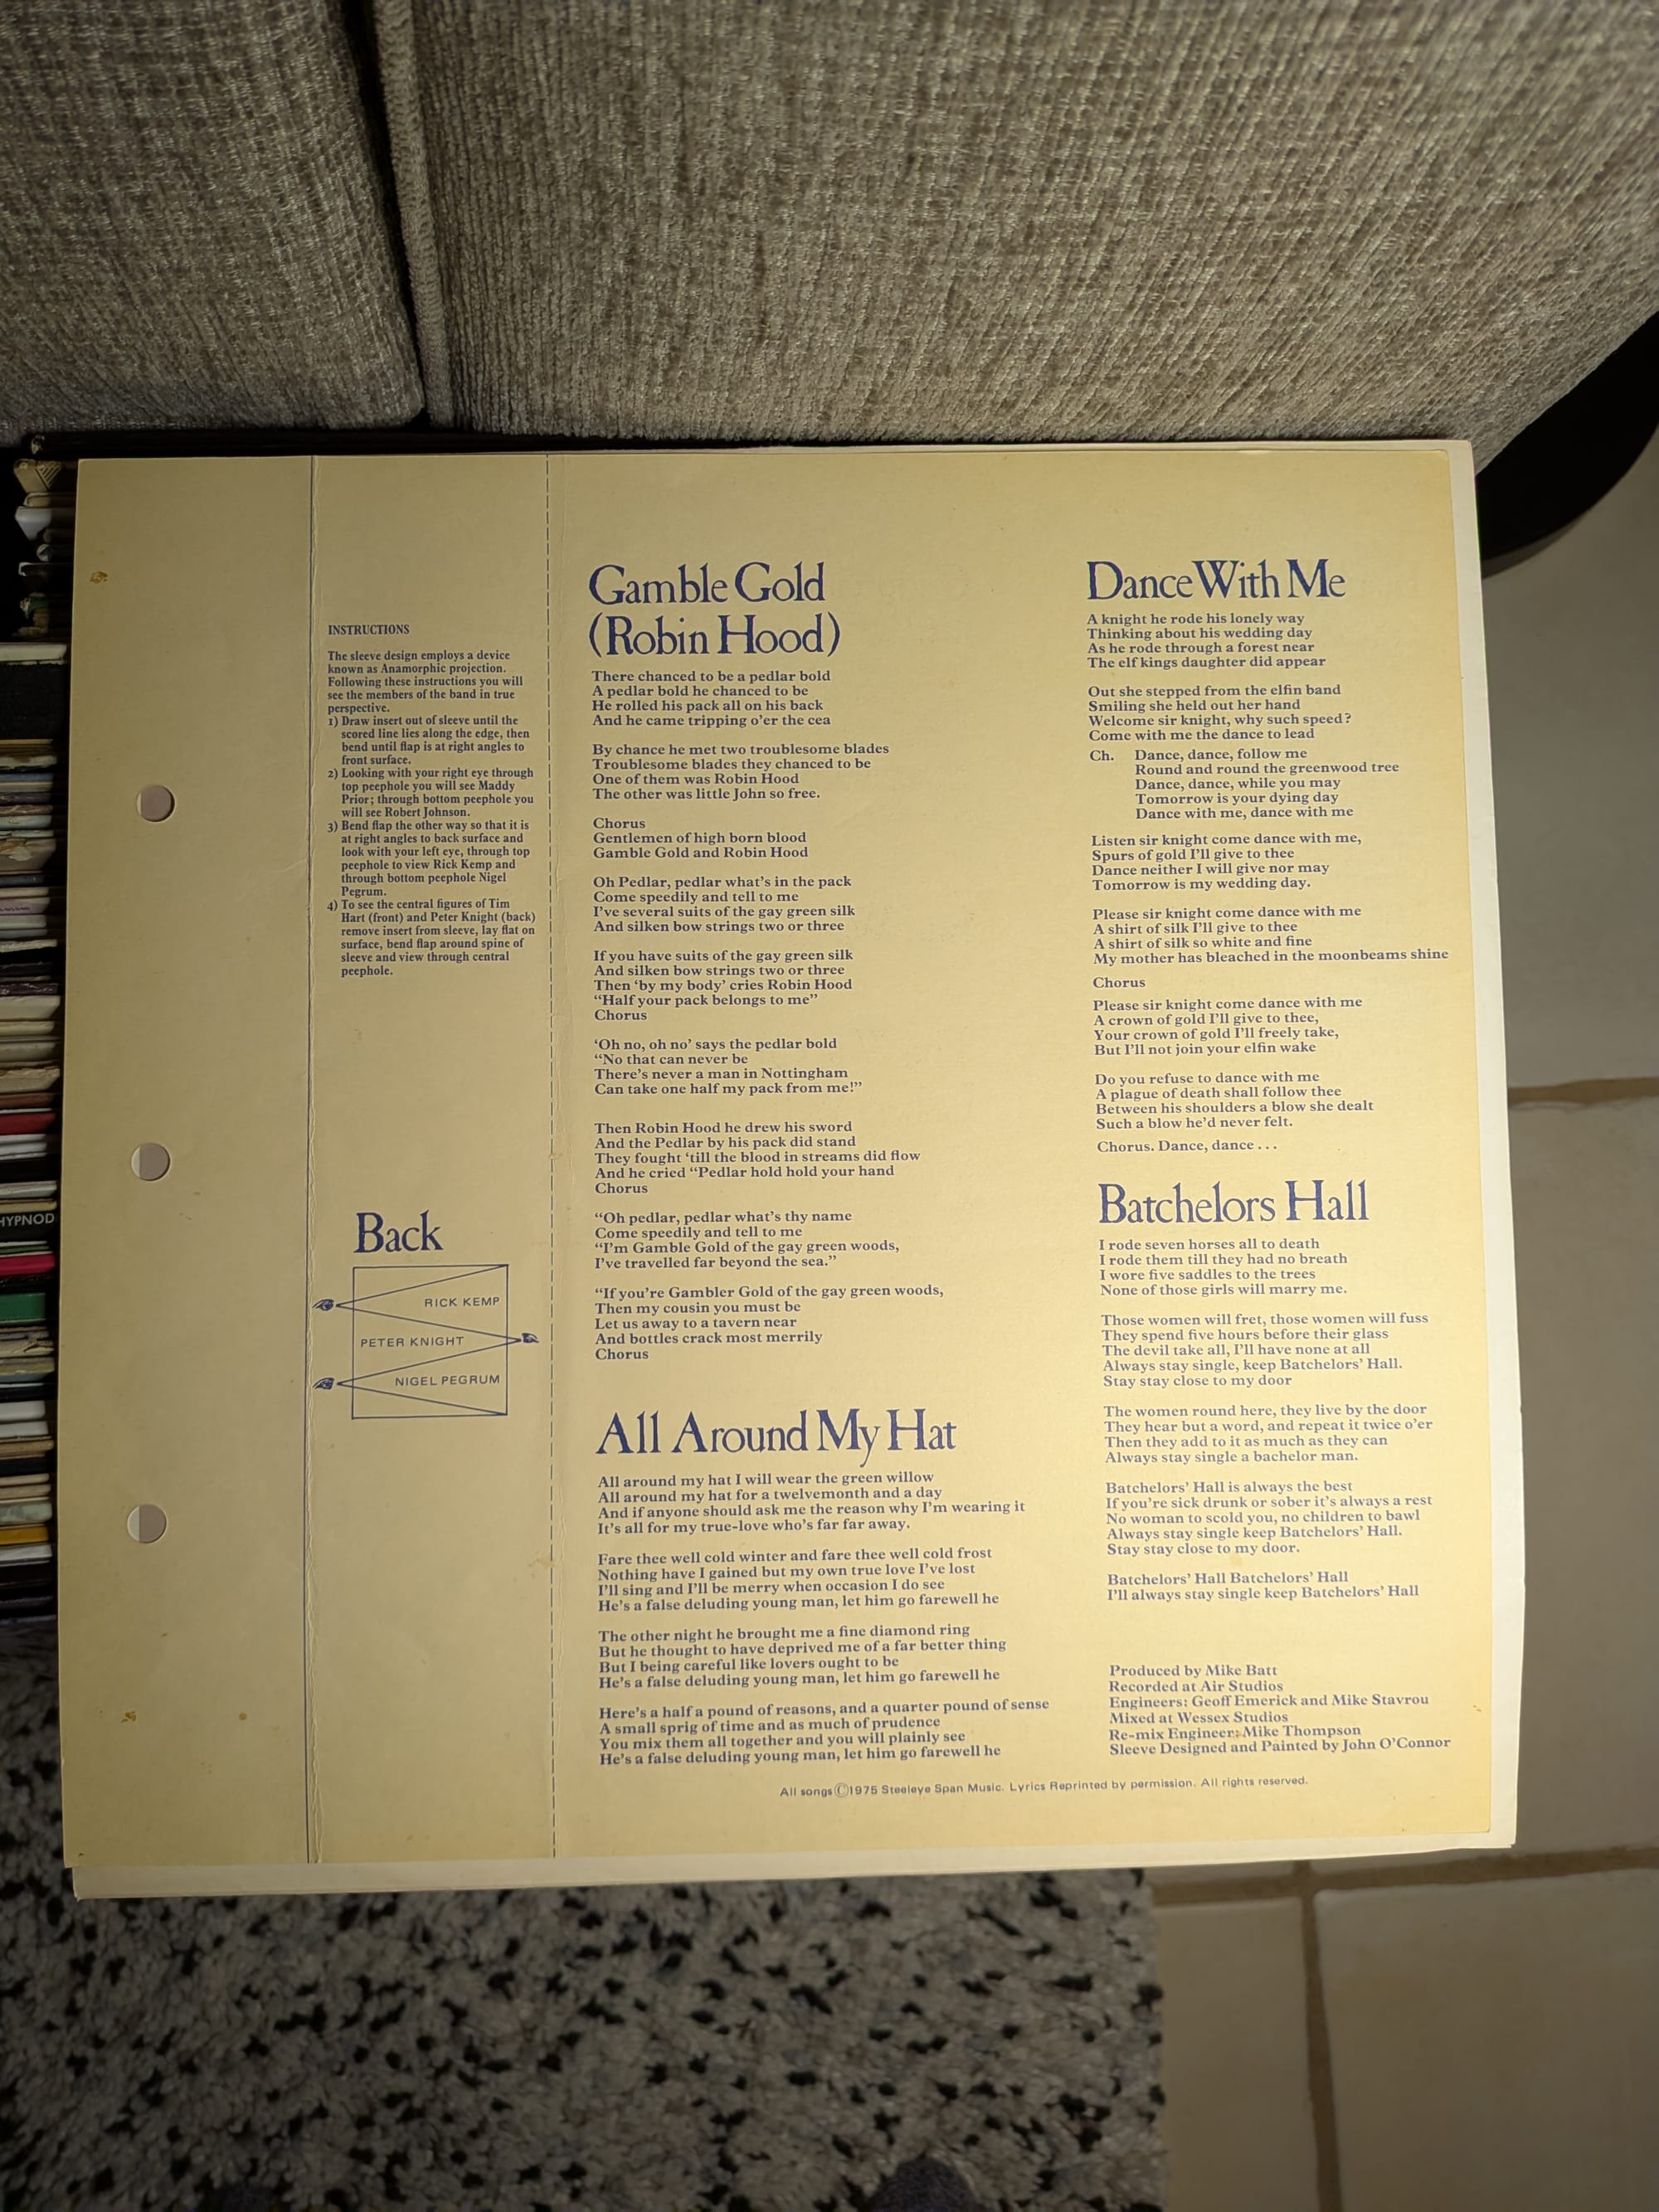 INSTRUCTIONS
The sleeve design employs a device
known as Anamorphic projection.
Following these instructions you will
see the members of the band in true
perspective.
1) Draw insert out of sleeve until the
scored line lies along the edge, then
bend until flap is at right angles to
front surface.
2) Looking with your right eye through
top peephole you will see Maddy
Prior; through bottom peephole you
will see Robert Johnson.
3) Bend flap the other way so that it is
at right angles to back surface and
look with your left eye, through top
peephole to view Rick Kemp and
through bottom peephole Nigel
Pegrum.
4) To see the central figures of Tim
Hart (front) and Peter Knight (back)
remove insert from sleeve, lay flat on
surface, bend flap around spine of
sleeve and view through central
peephole.
HYPNOD
Back
RICK KEMP
PETER KNIGHT
NIGEL PEGRUM
Gamble Gold
(Robin Hood)
There chanced to be a pedlar bold
A pedlar bold he chanced to be
He rolled his pack all on his back
And he came tripping o'er the cea
By chance he met two troublesome blades
Troublesome blades they chanced to be
One of them was Robin Hood
The other was little John so free.
Chorus
Gentlemen of high born blood
Gamble Gold and Robin Hood
Oh Pedlar, pedlar what's in the pack
Come speedily and tell to me
I've several suits of the gay green silk
And silken bow strings two or three
If you have suits of the gay green silk
And silken bow strings two or three
Then 'by my body' cries Robin Hood
"Half your pack belongs to me"
Chorus
'Oh no, oh no' says the pedlar bold
"No that can never be
There's never a man in Nottingham
Can take one half my pack from me!"
Then Robin Hood he drew his sword
And the Pedlar by his pack did stand
They fought 'till the blood in streams did flow
And he cried "Pedlar hold hold your hand
Chorus
"Oh pedlar, pedlar what's thy name
Come speedily and tell to me
"I'm Gamble Gold of the gay green woods,
I've travelled far beyond the sea."
"If you're Gambler Gold of the gay green woods,
Then my cousin you must be
Let us away to a tavern near
And bottles crack most merrily
Chorus
All Around My Hat
All around my hat I will wear the green willow
All around my hat for a twelvemonth and a day
And if anyone should ask me the reason why I'm wearing it
It's all for my true-love who's far far away.
Fare thee well cold winter and fare thee well cold frost
Nothing have I gained but my own true love I've lost
I'll sing and I'll be merry when occasion I do see
He's a false deluding young man, let him go farewell he
The other night he brought me a fine diamond ring
But he thought to have deprived me of a far better thing
But I being careful like lovers ought to be
He's a false deluding young man, let him go farewell he
Here's a half a pound of reasons, and a quarter pound of sense
A small sprig of time and as much of prudence
You mix them all together and you will plainly see
He's a false deluding young man, let him go farewell he
Dance With Me
A knight he rode his lonely way
Thinking about his wedding day
As he rode through a forest near
The elf kings daughter did appear
Out she stepped from the elfin band
Smiling she held out her hand
Welcome sir knight, why such speed?
Come with me the dance to lead
Ch. Dance, dance, follow me
Round and round the greenwood tree
Dance, dance, while you may
Tomorrow is your dying day
Dance with me, dance with me
Listen sir knight come dance with me,
Spurs of gold I'll give to thee
Dance neither I will give nor may
Tomorrow is my wedding day.
Please sir knight come dance with me
A shirt of silk I'll give to thee
A shirt of silk so white and fine
My mother has bleached in the moonbeams shine
Chorus
Please sir knight come dance with me
A crown of gold I'll give to thee,
Your crown of gold I'll freely take,
But I'll not join your elfin wake
Do you refuse to dance with me
A plague of death shall follow thee
Between his shoulders a blow she dealt
Such a blow he'd never felt.
Chorus. Dance, dance . . .
Batchelors Hall
I rode seven horses all to death
I rode them till they had no breath
I wore five saddles to the trees
None of those girls will marry me.
Those women will fret, those women will fuss
They spend five hours before their glass
The devil take all, I'll have none at all
Always stay single, keep Batchelors' Hall.
Stay stay close to my door
The women round here, they live by the door
They hear but a word, and repeat it twice o'er
Then they add to it as much as they can
Always stay single a bachelor man.
Batchelors' Hall is always the best
If you're sick drunk or sober it's always a rest
No woman to scold you, no children to bawl
Always stay single keep Batchelors' Hall.
Stay stay close to my door.
Batchelors' Hall Batchelors' Hall
I'll always stay single keep Batchelors' Hall
Produced by Mike Batt
Recorded at Air Studios
Engineers: Geoff Emerick and Mike Stavrou
Mixed at Wessex Studios
Re-mix Engineer: Mike Thompson
Sleeve Designed and Painted by John O'Connor
All songs ©1975 Steeleye Span Music. Lyrics Reprinted by permission. All rights reserved.